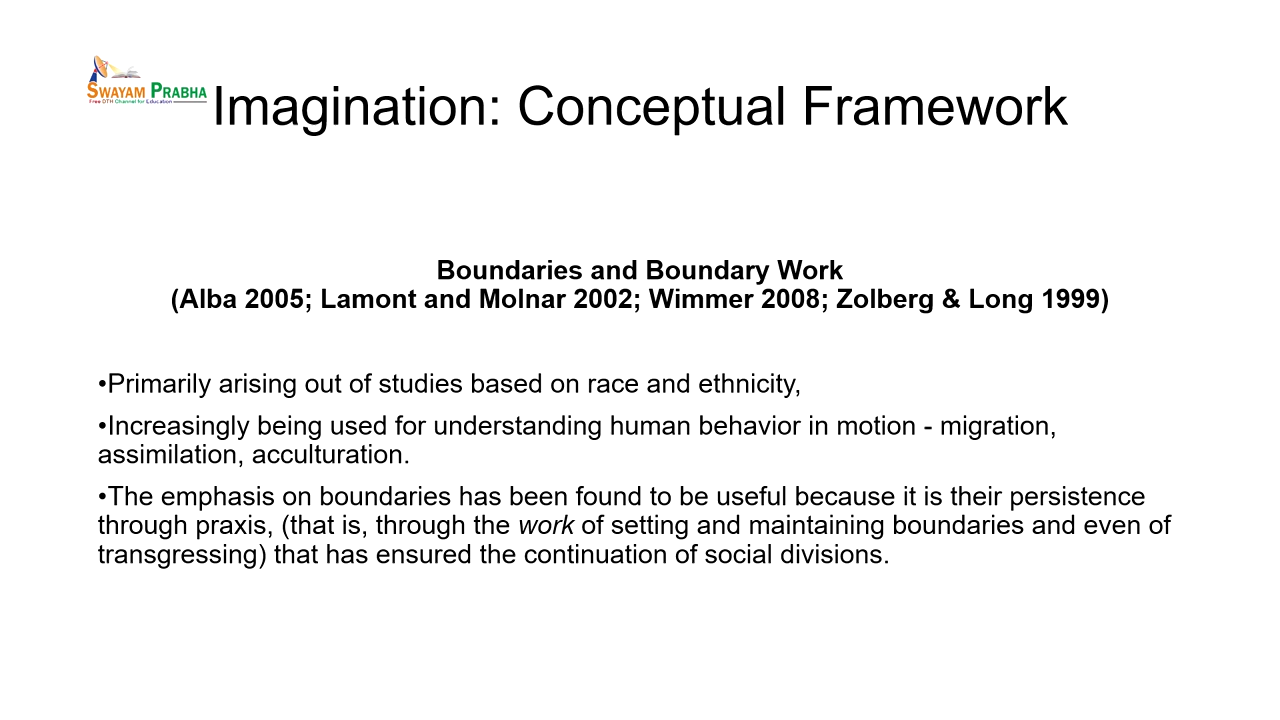 SWAYAM PRABHA
Free DTH Channel for Education
Imagination: Conceptual Framework
Boundaries and Boundary Work
(Alba 2005; Lamont and Molnar 2002; Wimmer 2008; Zolberg & Long 1999)
•Primarily arising out of studies based on race and ethnicity,
•Increasingly being used for understanding human behavior in motion - migration,
assimilation, acculturation.
•The emphasis on boundaries has been found to be useful because it is their persistence
through praxis, (that is, through the work of setting and maintaining boundaries and even of
transgressing) that has ensured the continuation of social divisions.